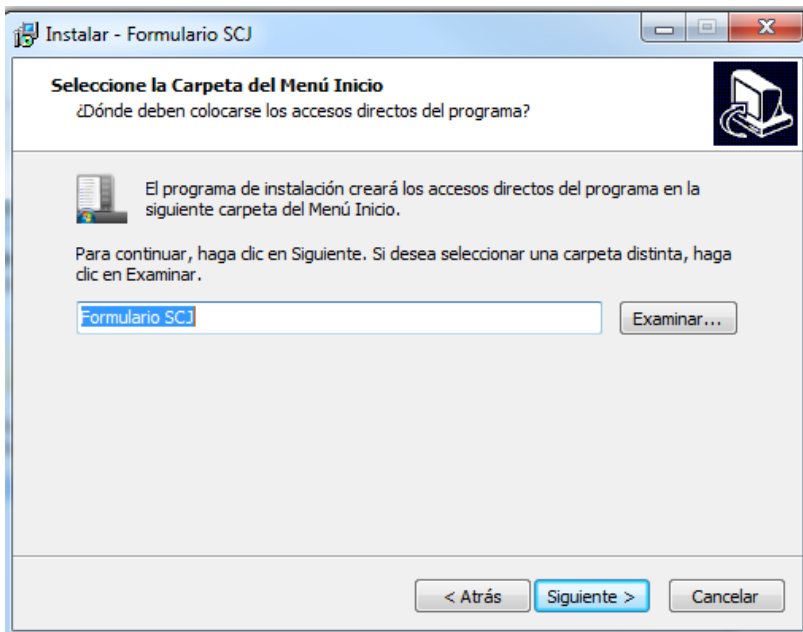 Instalar - Formulario SCJ
Seleccione la Carpeta del Menú Inicio
¿Dónde deben colocarse los accesos directos del programa?
El programa de instalación creará los accesos directos del programa en la
siguiente carpeta del Menú Inicio.
Para continuar, haga clic en Siguiente. Si desea seleccionar una carpeta distinta, haga
clic en Examinar.
Formulario SCJ
Examinar...
< Atrás
Siguiente >
Cancelar